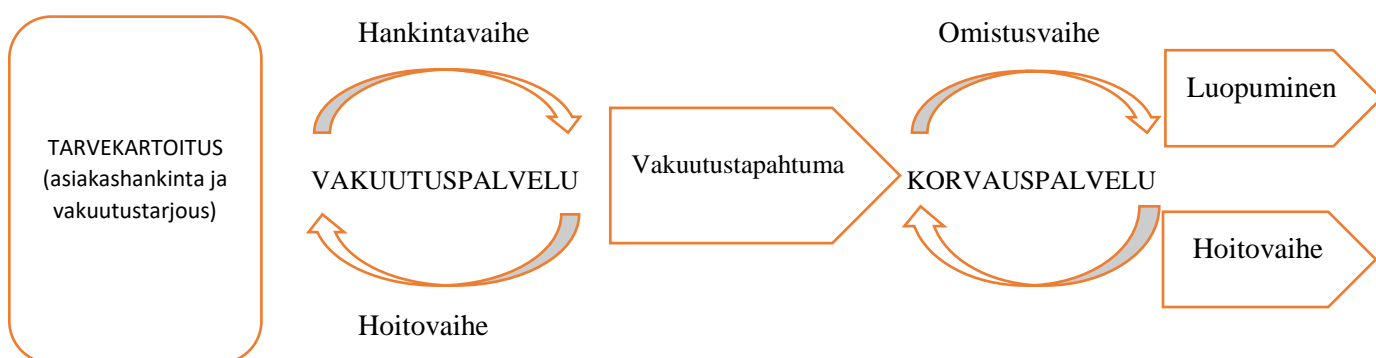 Hankintavaihe
Omistusvaihe
Luopuminen
TARVEKARTOITUS
(asiakashankinta ja
vakuutustarjous)
VAKUUTUSPALVELU
Vakuutustapahtuma
KORVAUSPALVELU
Hoitovaihe
Hoitovaihe